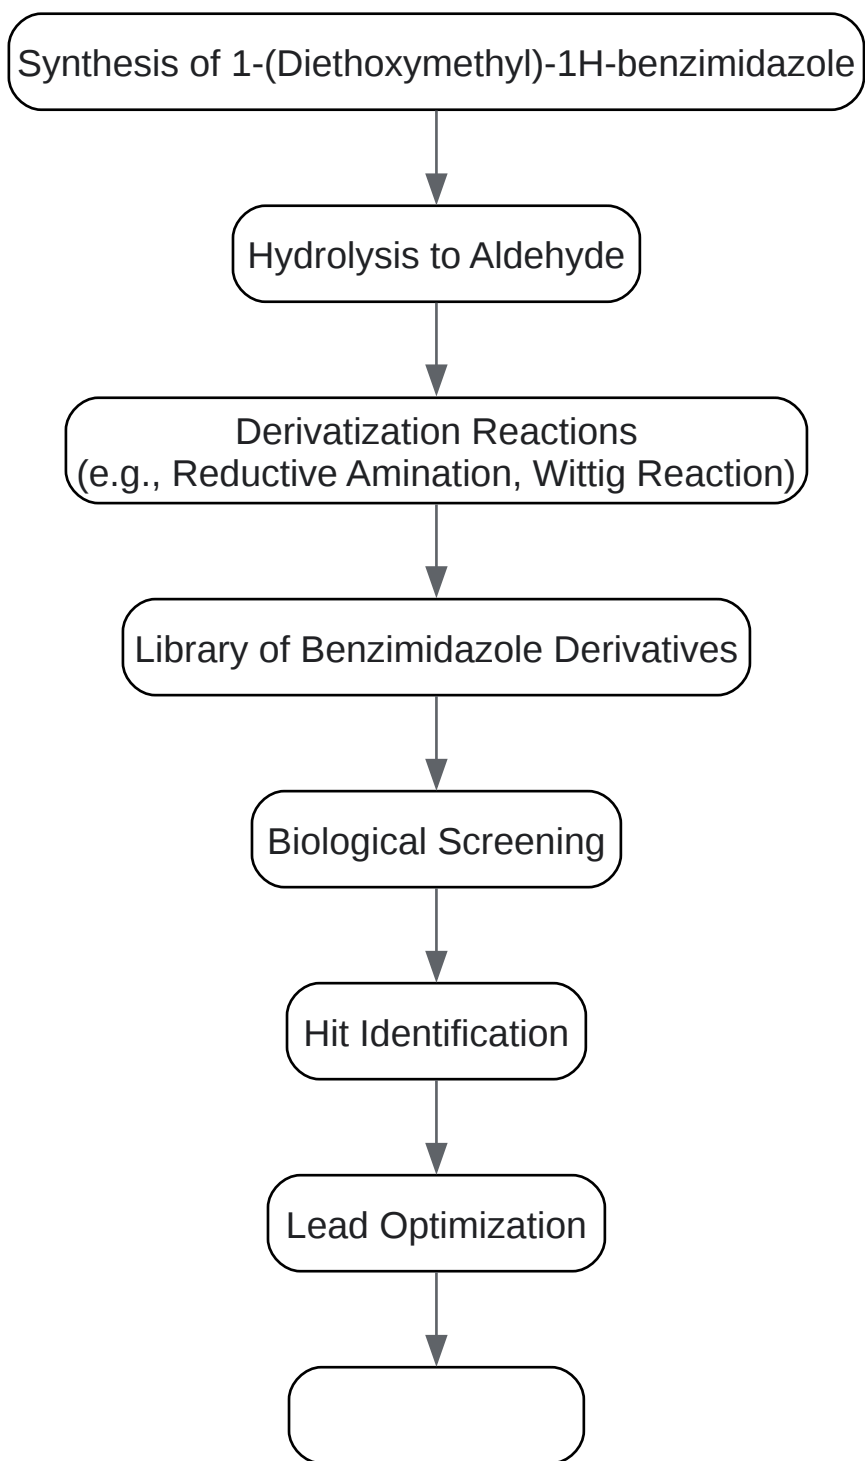 Synthesis of 1-(Diethoxymethyl)-1H-benzimidazole
Hydrolysis to Aldehyde
Derivatization Reactions
(e.g., Reductive Amination, Wittig Reaction)
Library of Benzimidazole Derivatives
Biological Screening
Hit Identification
Lead Optimization